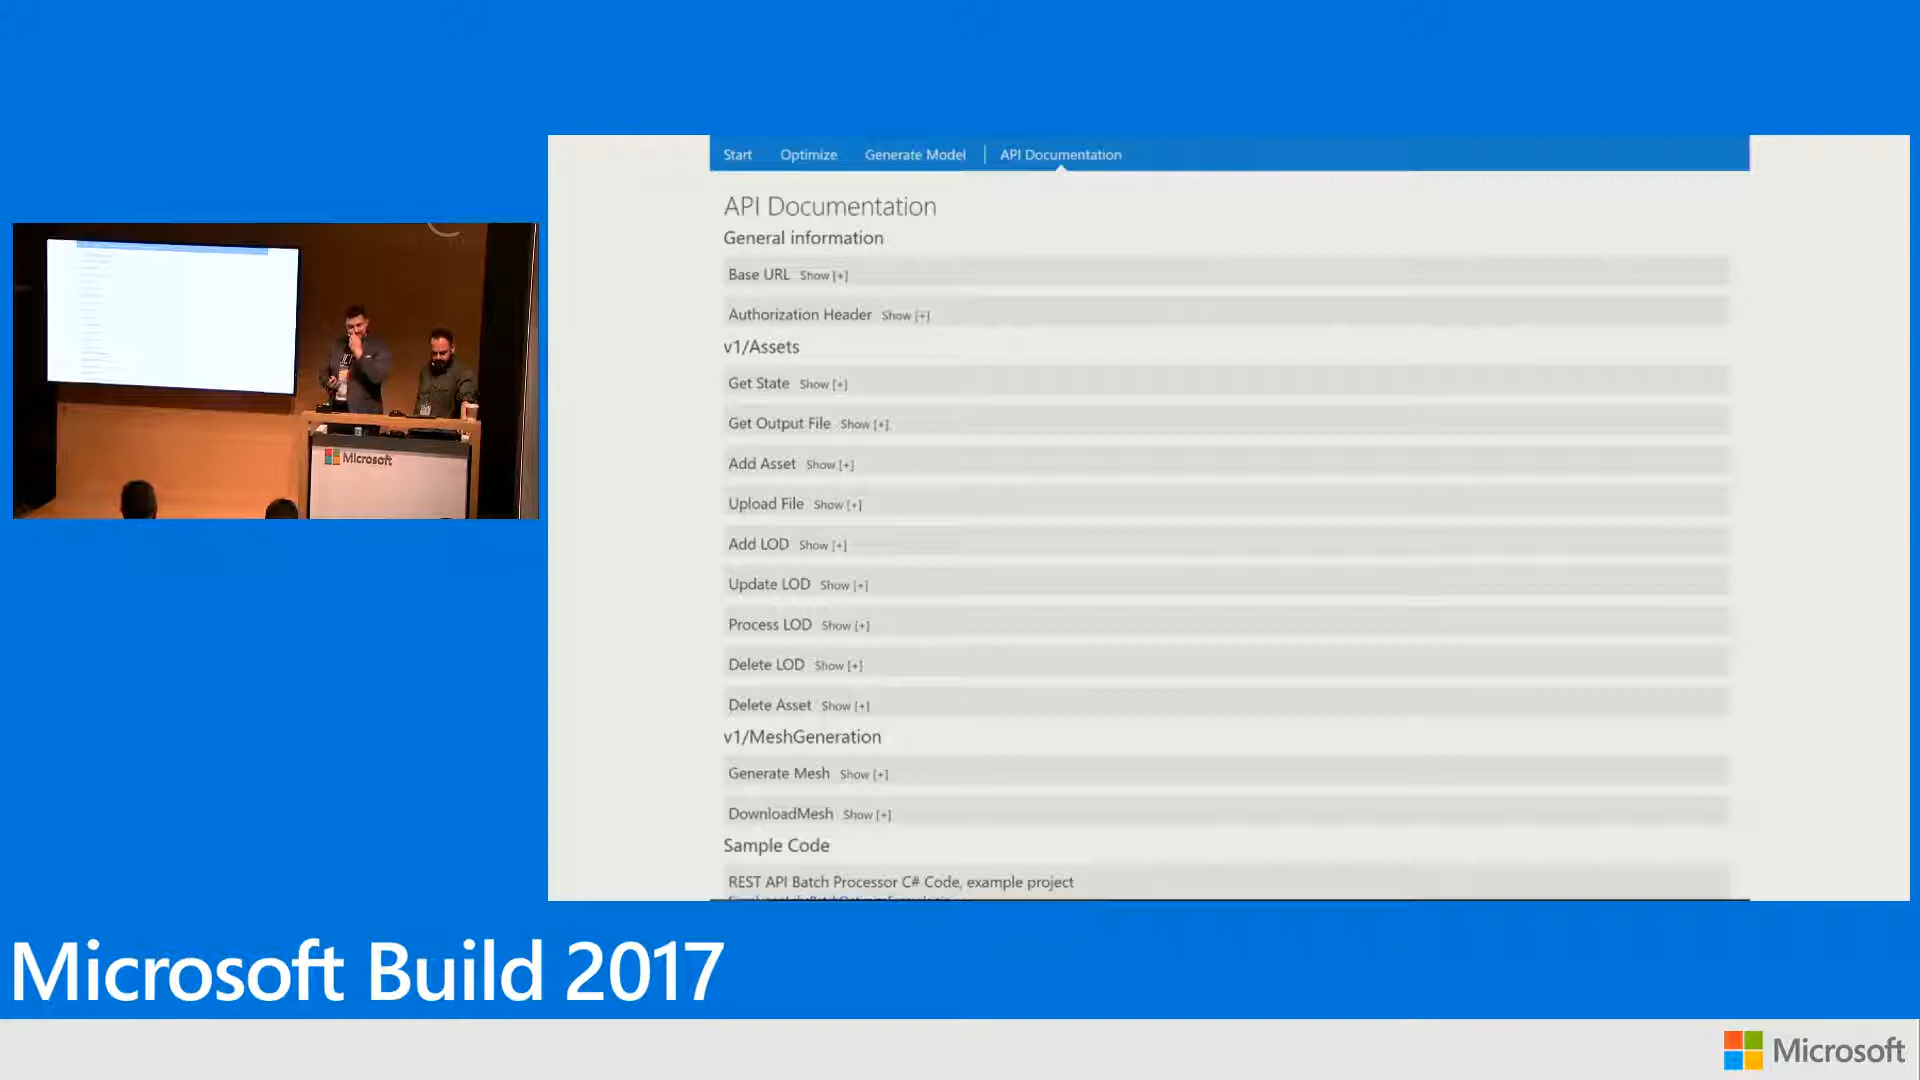 Start Optimize Generate Model | API Documentation
API Documentation
General information
Base URL Show [+]
Authorization Header Show [+]
v1/Assets
Get State Show [+]
Get Output File Show [+]
Add Asset Show [+]
Upload File Show [+]
Add LOD Show [+]
Update LOD Show [+]
Process LOD Show [+]
Delete LOD Show [+]
Delete Asset Show [+]
v1/MeshGeneration
Generate Mesh Show [+]
DownloadMesh Show [+]
Sample Code
REST API Batch Processor C# Code, example project
Microsoft
Microsoft Build 2017
Microsoft